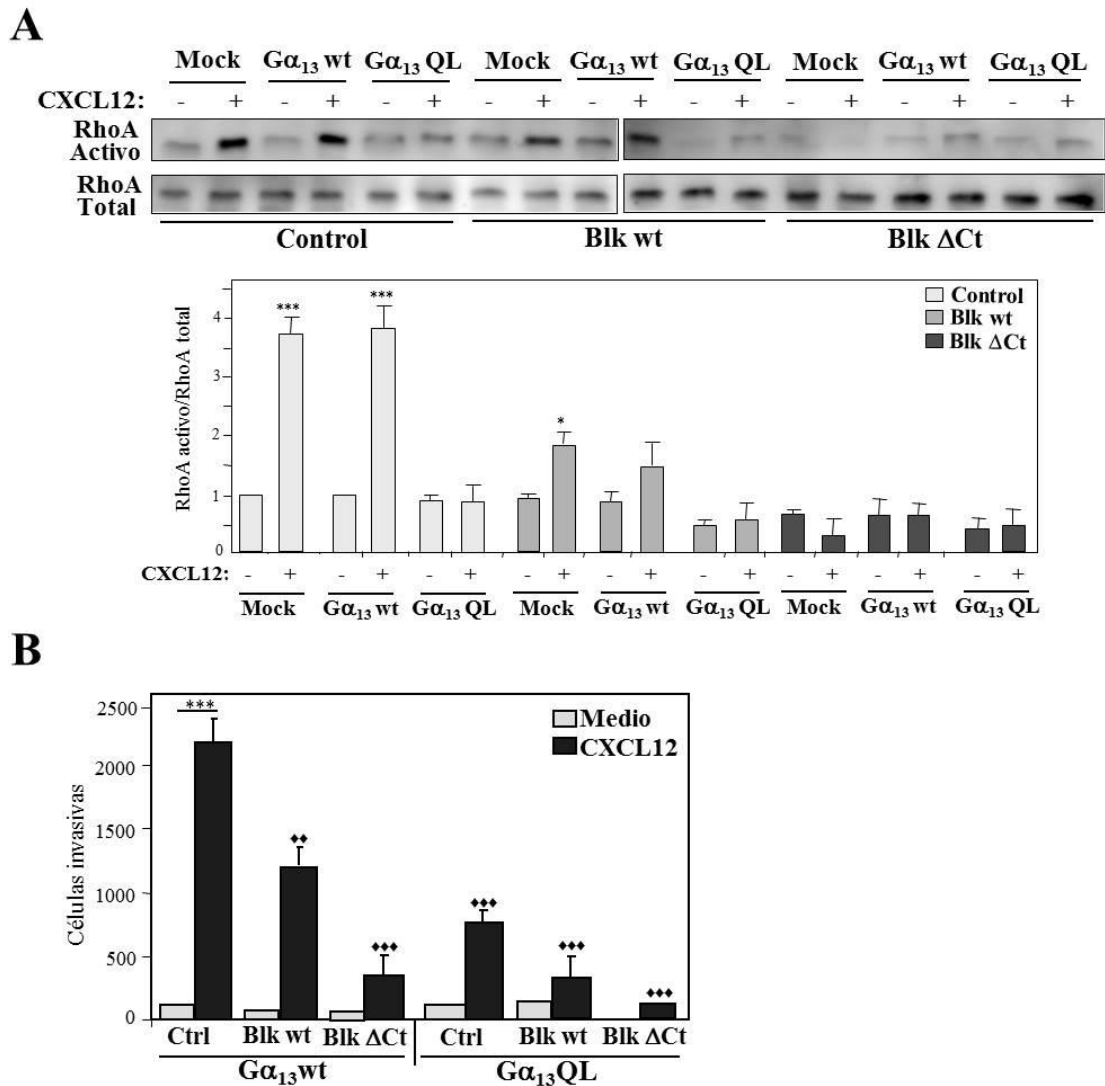 A
Mock Gα13 wt Gα13 QL Mock Gα13 wt Gα13 QL Mock Gα13 wt Gα13 QL
CXCL12: - + - + - + - + - + - + - + - + - +
RhoA
Activo
RhoA
Total
Control Blk wt Blk ΔCt
RhoA activo/RhoA total
4
3
2
1
0
*** *** *
Control
Blk wt
Blk ΔCt
CXCL12: - + - + - + - + - + - + - + - + - +
Mock Gα13 wt Gα13 QL Mock Gα13 wt Gα13 QL Mock Gα13 wt Gα13 QL
B
Células invasivas
2500
2000
1500
1000
500
0
*** ♦♦ ♦♦♦ ♦♦♦ ♦♦♦ ♦♦♦
Medio
CXCL12
Ctrl Blk wt Blk ΔCt Ctrl Blk wt Blk ΔCt
Gα13wt Gα13QL